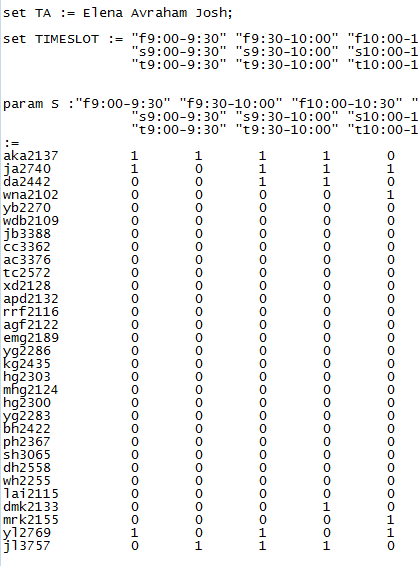 set TA := Elena Avraham Josh;
set TIMESLOT := "f9:00-9:30" "f9:30-10:00" "f10:00-1
"s9:00-9:30" "s9:30-10:00" "s10:00-1
"t9:00-9:30" "t9:30-10:00" "t10:00-1
param S :"f9:00-9:30" "f9:30-10:00" "f10:00-10:30" "
"s9:00-9:30" "s9:30-10:00" "s10:00-1
"t9:00-9:30" "t9:30-10:00" "t10:00-1
:=
aka2137 1 1 1 1 0
ja2740 1 0 1 1 1
da2442 0 0 1 1 0
wna2102 0 0 0 0 1
yb2270 0 0 0 0 0
wdb2109 0 0 0 0 0
jb3388 0 0 0 0 0
cc3362 0 0 0 0 0
ac3376 0 0 0 0 0
tc2572 0 0 0 0 0
xd2128 0 0 0 0 0
apd2132 0 0 0 0 0
rrf2116 0 0 0 0 0
agf2122 0 0 0 0 0
emg2189 0 0 0 0 0
yg2286 0 0 0 0 0
kg2435 0 0 0 0 0
hg2303 0 0 0 0 0
mhg2124 0 0 0 0 0
hg2300 0 0 0 0 0
yg2283 0 0 0 0 0
bh2422 0 0 0 0 0
ph2367 0 0 0 0 0
sh3065 0 0 0 0 0
dh2558 0 0 0 0 0
wh2255 0 0 0 0 0
lai2115 0 0 0 0 0
dmk2133 0 0 0 1 0
mrk2155 0 0 0 0 1
yl2769 1 0 1 0 1
jl3757 0 1 1 1 0